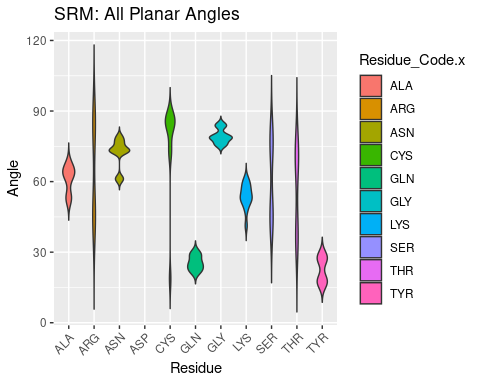 SRM: All Planar Angles
120
90
60
30
0
Angle
ALA
ARG
ASN
ASP
CYS
GLN
GLY
LYS
SER
THR
TYR
Residue
Residue_Code.x
ALA
ARG
ASN
CYS
GLN
GLY
LYS
SER
THR
TYR